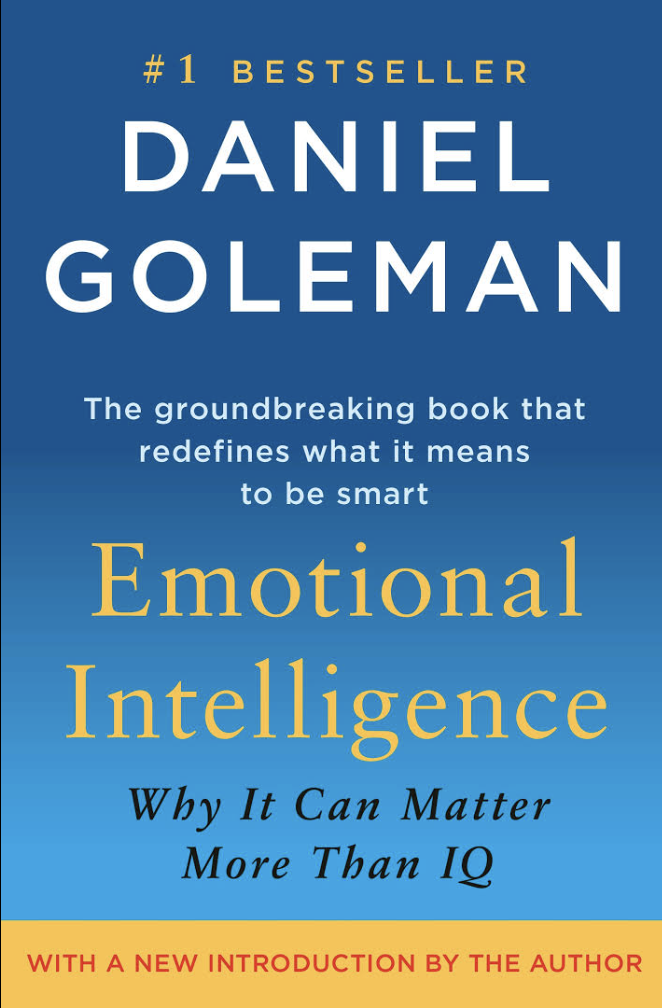 #1 BESTSELLER
DANIEL
GOLEMAN
The groundbreaking book that
redefines what it means
to be smart
Emotional
Intelligence
Why It Can Matter
More Than IQ
WITH A NEW INTRODUCTION BY THE AUTHOR